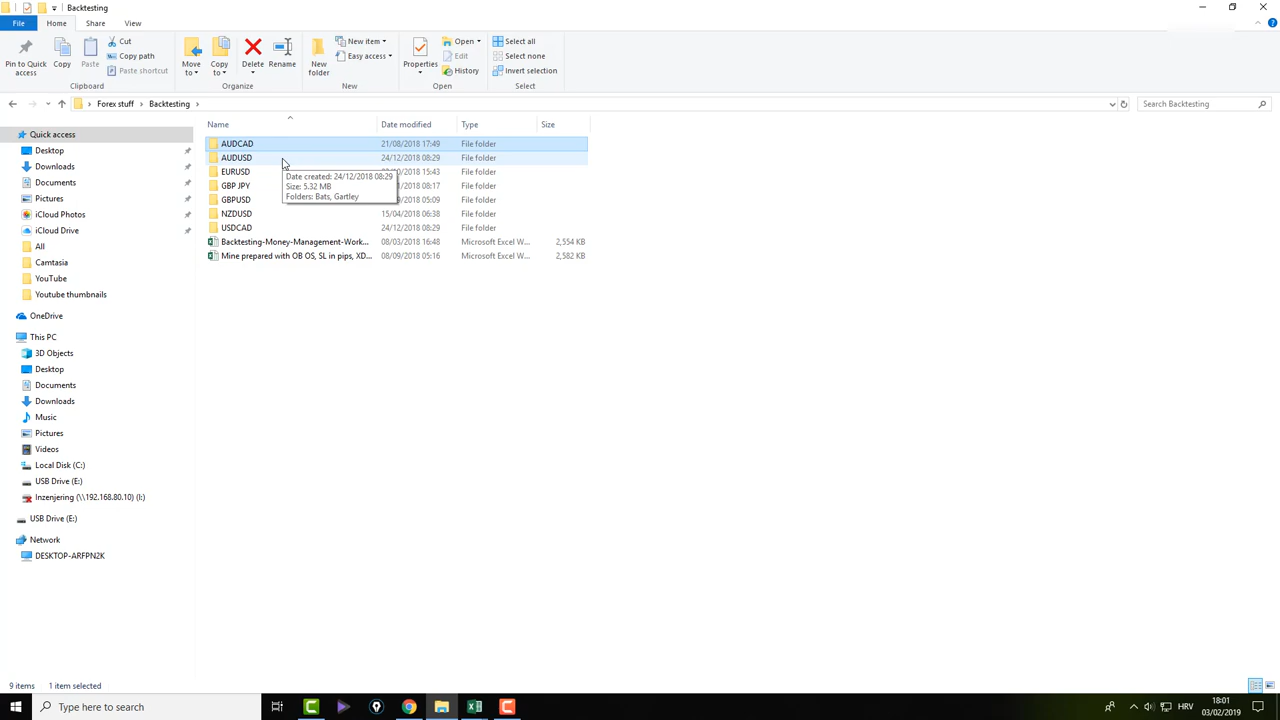 Backtesting
File Home Share View
Pin to Quick access
Copy
Paste
Cut
Copy path
Paste shortcut
Clipboard
Move to
Copy to
Delete
Rename
Organize
New folder
New item
Easy access
New
Properties
Open
Edit
History
Open
Select all
Select none
Invert selection
Select
Forex stuff Backtesting
Search Backtesting
Name Date modified Type Size
AUDCAD 21/08/2018 17:49 File folder
AUDUSD 24/12/2018 08:29 File folder
EURUSD 15:43 File folder
GBP JPY 08:17 File folder
GBPUSD 05:09 File folder
NZDUSD 15/04/2018 06:38 File folder
USDCAD 24/12/2018 08:29 File folder
Backtesting-Money-Management-Work... 08/03/2018 16:48 Microsoft Excel W... 2,554 KB
Mine prepared with OB OS, SL in pips, XD... 08/09/2018 05:16 Microsoft Excel W... 2,582 KB
Date created: 24/12/2018 08:29
Size: 5.32 MB
Folders: Bats, Gartley
Quick access
Desktop
Downloads
Documents
Pictures
iCloud Photos
iCloud Drive
All
Camtasia
YouTube
Youtube thumbnails
OneDrive
This PC
3D Objects
Desktop
Documents
Downloads
Music
Pictures
Videos
Local Disk (C:)
USB Drive (E:)
Inzenjering (\\192.168.80.10) (I:)
USB Drive (E:)
Network
DESKTOP-ARFPN2K
9 items 1 item selected
Type here to search
HRV
18:01
03/02/2019